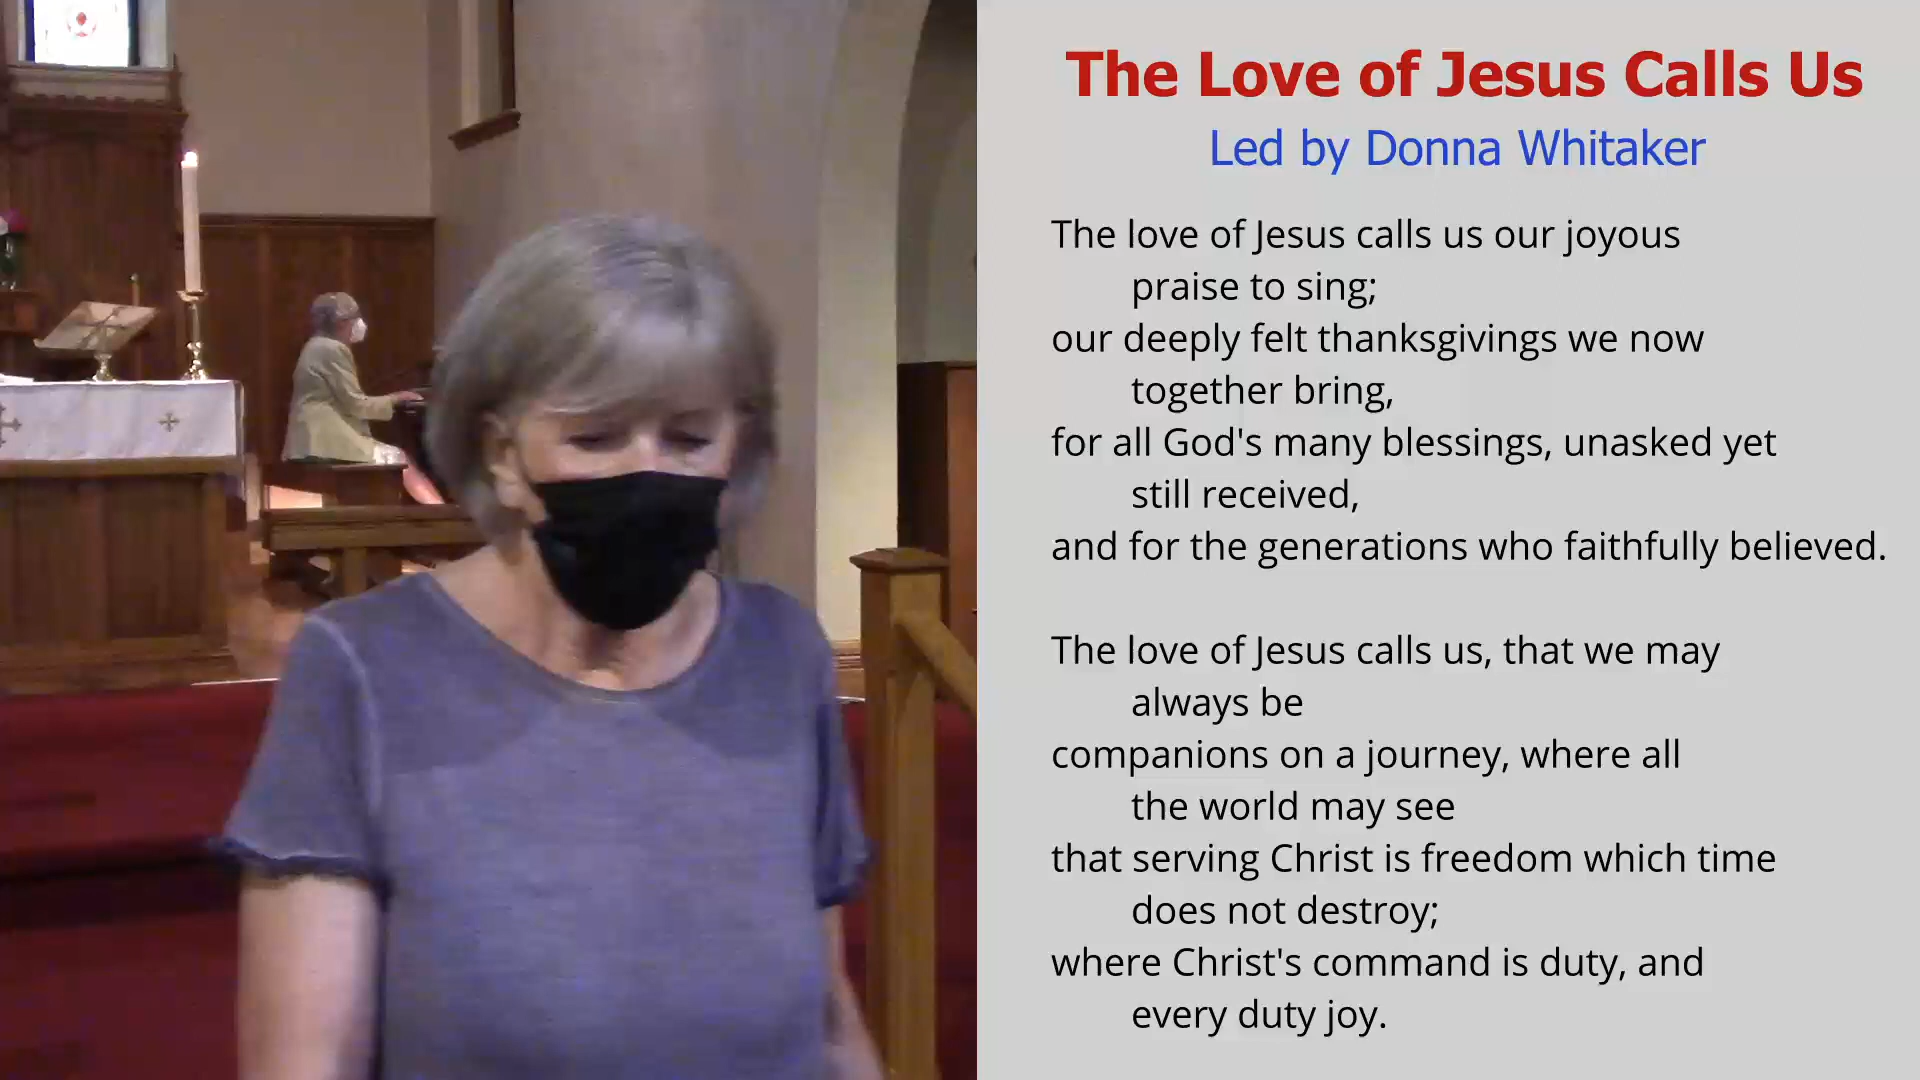 The Love of Jesus Calls Us
Led by Donna Whitaker
The love of Jesus calls us our joyous
praise to sing;
our deeply felt thanksgivings we now
together bring,
for all God's many blessings, unasked yet
still received,
and for the generations who faithfully believed.
The love of Jesus calls us, that we may
always be
companions on a journey, where all
the world may see
that serving Christ is freedom which time
does not destroy;
where Christ's command is duty, and
every duty joy.